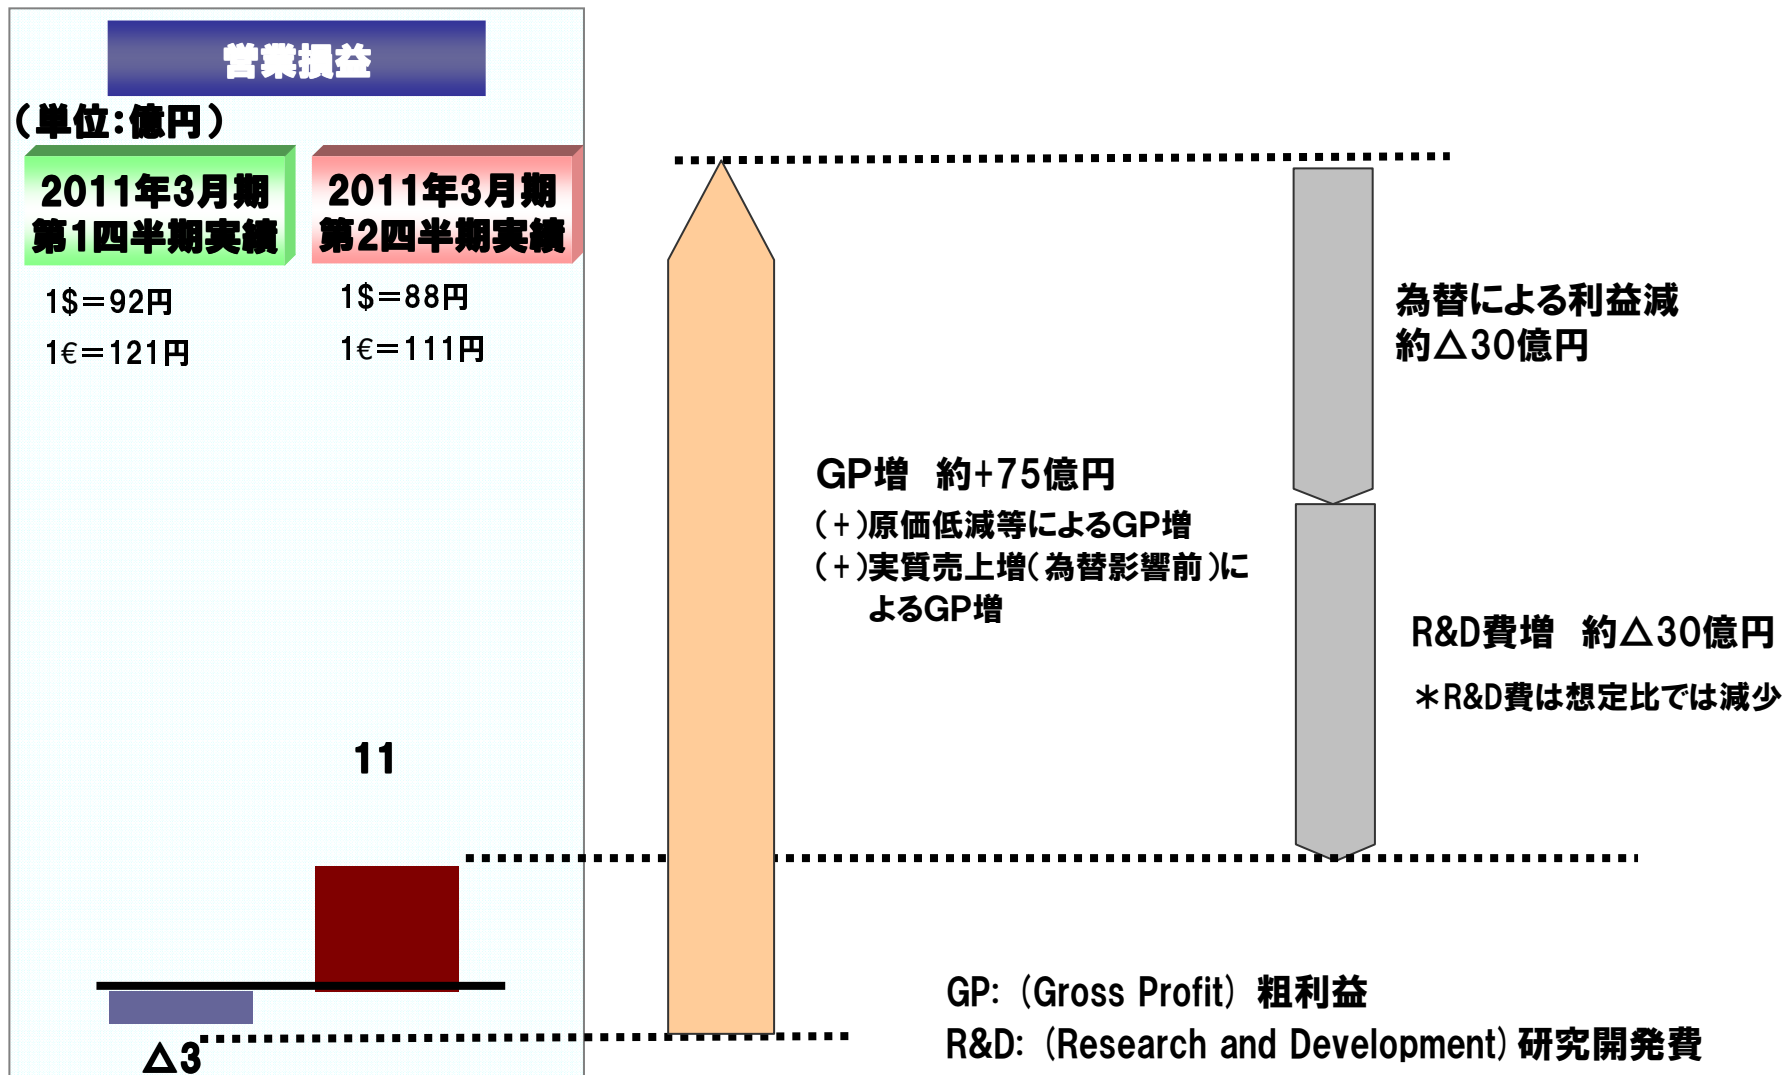 営業損益
（単位：億円）
2011年3月期
第1四半期実績
2011年3月期
第2四半期実績
1$＝92円
1€＝121円
1$＝88円
1€＝111円
為替による利益減
約△30億円
GP増　約+75億円
（+）原価低減等によるGP増
（+）実質売上増（為替影響前）に
よるGP増
R&D費増　約△30億円
＊R&D費は想定比では減少
11
△3
GP: （Gross Profit） 粗利益
R&D: （Research and Development） 研究開発費